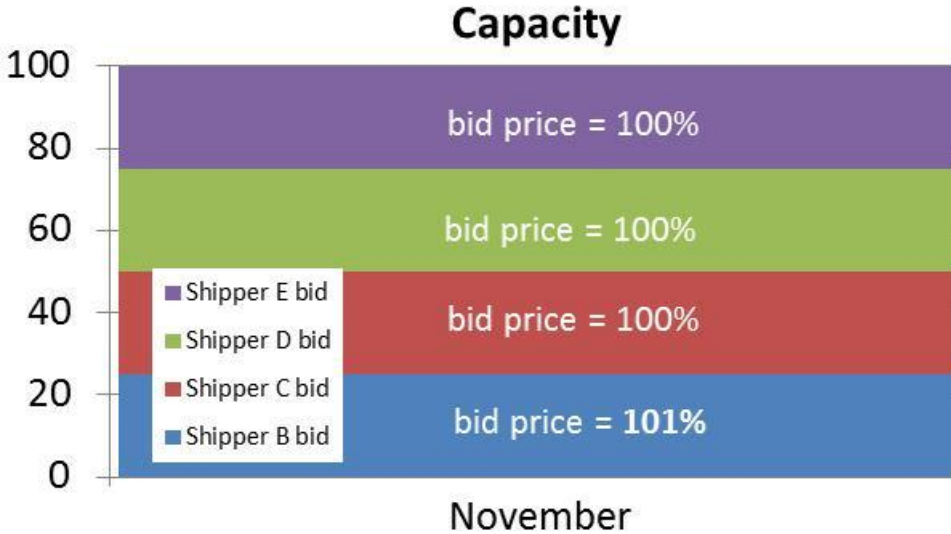 Capacity
100
80
60
40
20
0
bid price = 100%
bid price = 100%
bid price = 100%
bid price = 101%
Shipper E bid
Shipper D bid
Shipper C bid
Shipper B bid
November